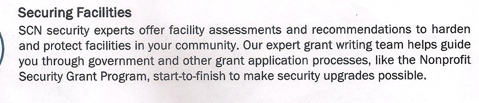 Securing Facilities
SCN security experts offer facility assessments and recommendations to harden
and protect facilities in your community. Our expert grant writing team helps guide
you through government and other grant application processes, like the Nonprofit
Security Grant Program, start-to-finish to make security upgrades possible.